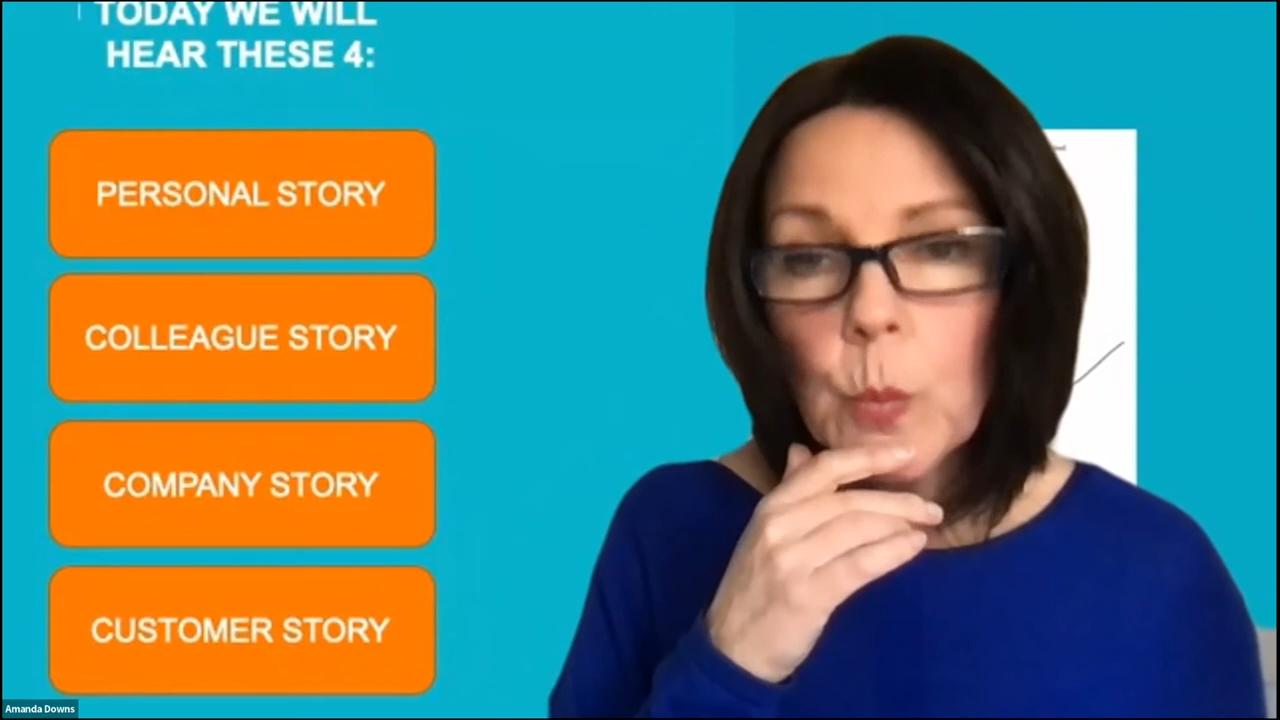 TODAY WE WILL
HEAR THESE 4:
PERSONAL STORY
COLLEAGUE STORY
COMPANY STORY
CUSTOMER STORY
Amanda Downs